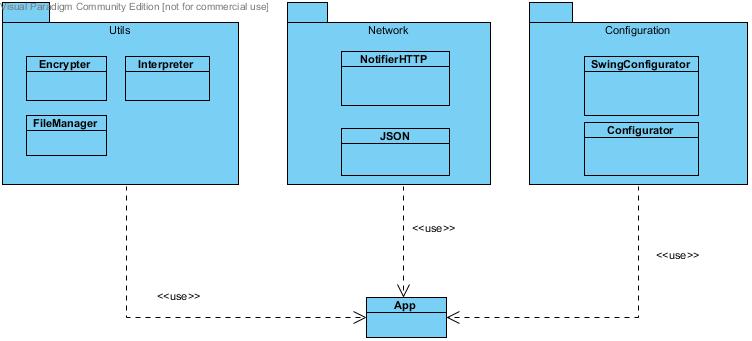 Visual Paradigm Community Edition [not for commercial use]
Utils
Network
Configuration
Encrypter
Interpreter
NotifierHTTP
SwingConfigurator
FileManager
JSON
Configurator
<<use>>
<<use>>
<<use>>
App